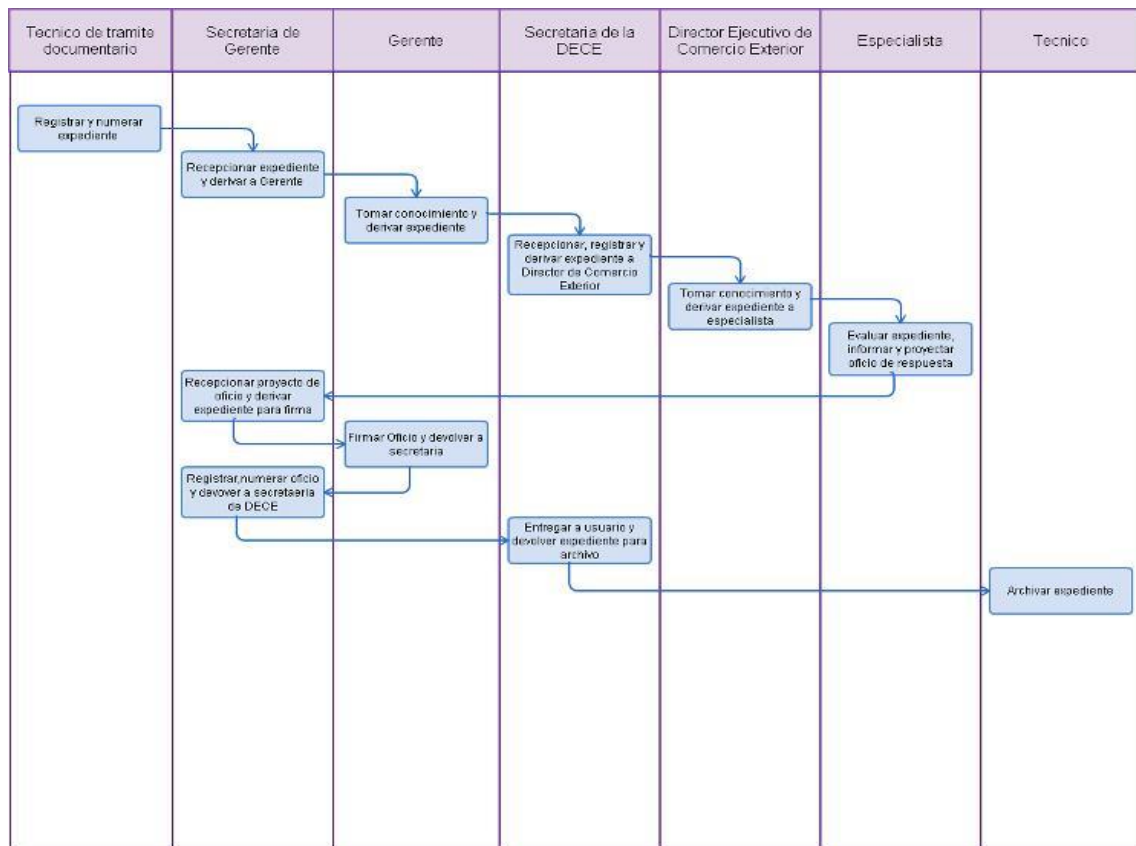 Tecnico de tramite
documentario
Secretaria de
Gerente
Gerente
Secretaria de la
DECE
Director Ejecutivo de
Comercio Exterior
Especialista
Tecnico
Registrar y numerar
expediente
Recepcionar expediente
y derivar a Gerente
Tomar conocimiento y
derivar expediente
Recepcionar, registrar y
derivar expediente a
Director de Comercio
Exterior
Tomar conocimiento y
derivar expediente a
especialista
Evaluar expediente,
informar y proyectar
oficio de respuesta
Recepcionar proyecto de
oficio y derivar
expediente para firma
Firmar Oficio y devolver a
secretaria
Registrar,numerar oficio
y devover a secretaeria
de DECE
Entregar a usuario y
devolver expediente para
archivo
Archivar expediente